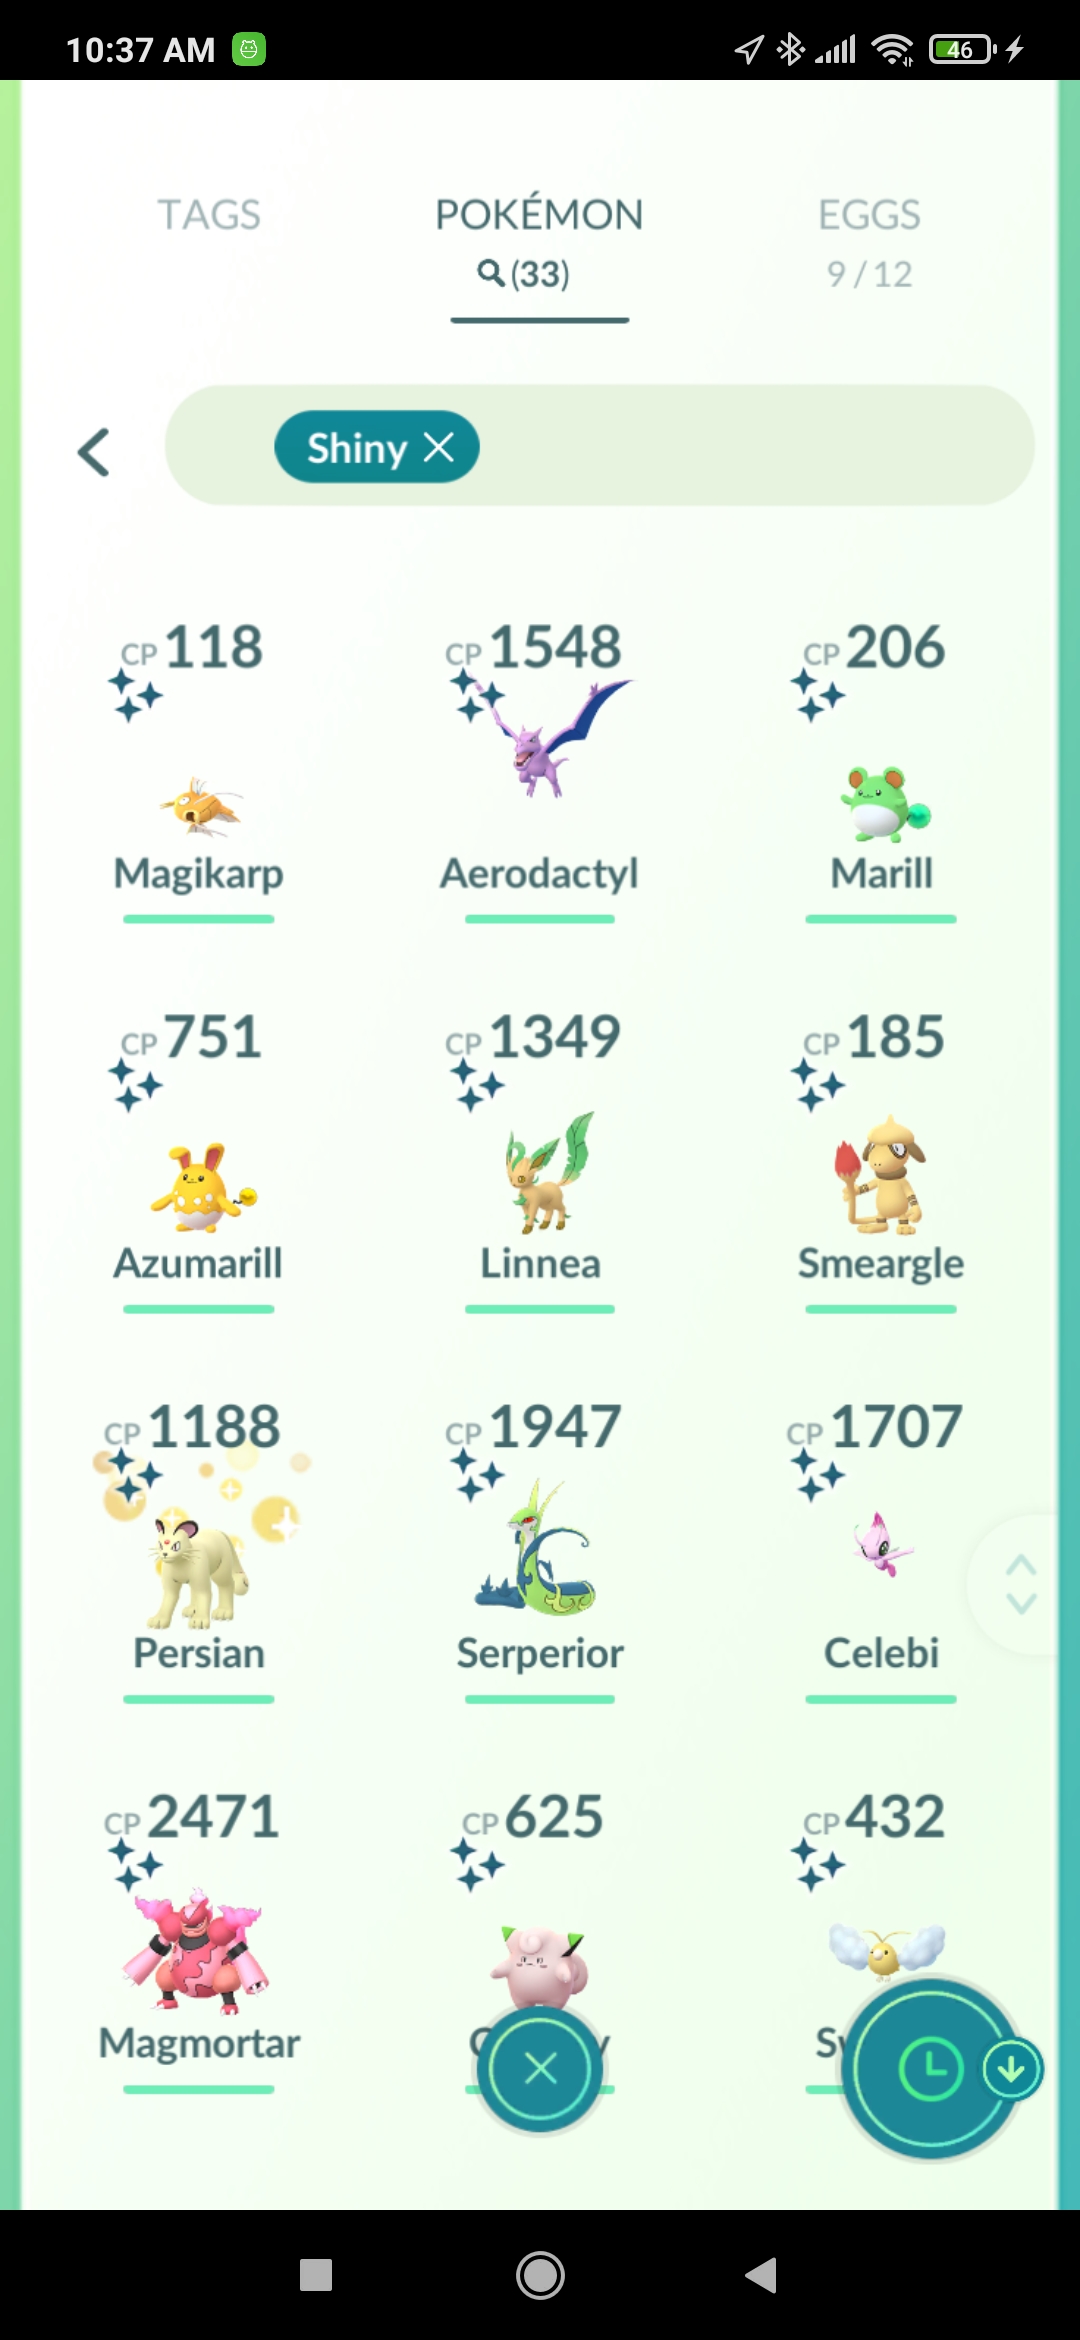 10:37 AM
46
TAGS POKÉMON EGGS
(33) 9 / 12
Shiny
CP 118 CP 1548 CP 206
Magikarp Aerodactyl Marill
CP 751 CP 1349 CP 185
Azumarill Linnea Smeargle
CP 1188 CP 1947 CP 1707
Persian Serperior Celebi
CP 2471 CP 625 CP 432
Magmortar